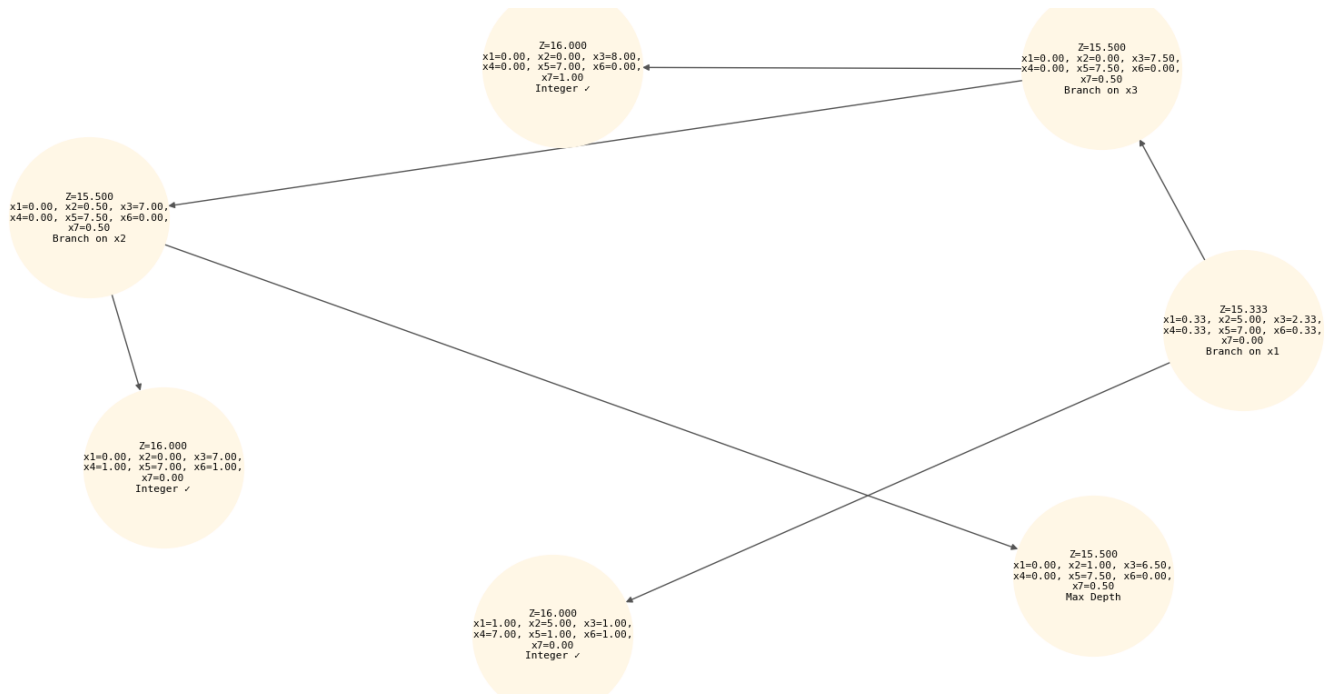 Z=16.000
x1=0.00, x2=0.00, x3=8.00,
x4=0.00, x5=7.00, x6=0.00,
x7=1.00
Integer ✓
Z=15.500
x1=0.00, x2=0.00, x3=7.50,
x4=0.00, x5=7.50, x6=0.00,
x7=0.50
Branch on x3
Z=15.500
x1=0.00, x2=0.50, x3=7.00,
x4=0.00, x5=7.50, x6=0.00,
x7=0.50
Branch on x2
Z=15.333
x1=0.33, x2=5.00, x3=2.33,
x4=0.33, x5=7.00, x6=0.33,
x7=0.00
Branch on x1
Z=16.000
x1=0.00, x2=0.00, x3=7.00,
x4=1.00, x5=7.00, x6=1.00,
x7=0.00
Integer ✓
Z=15.500
x1=0.00, x2=1.00, x3=6.50,
x4=0.00, x5=7.50, x6=0.00,
x7=0.50
Max Depth
Z=16.000
x1=1.00, x2=5.00, x3=1.00,
x4=7.00, x5=1.00, x6=1.00,
x7=0.00
Integer ✓